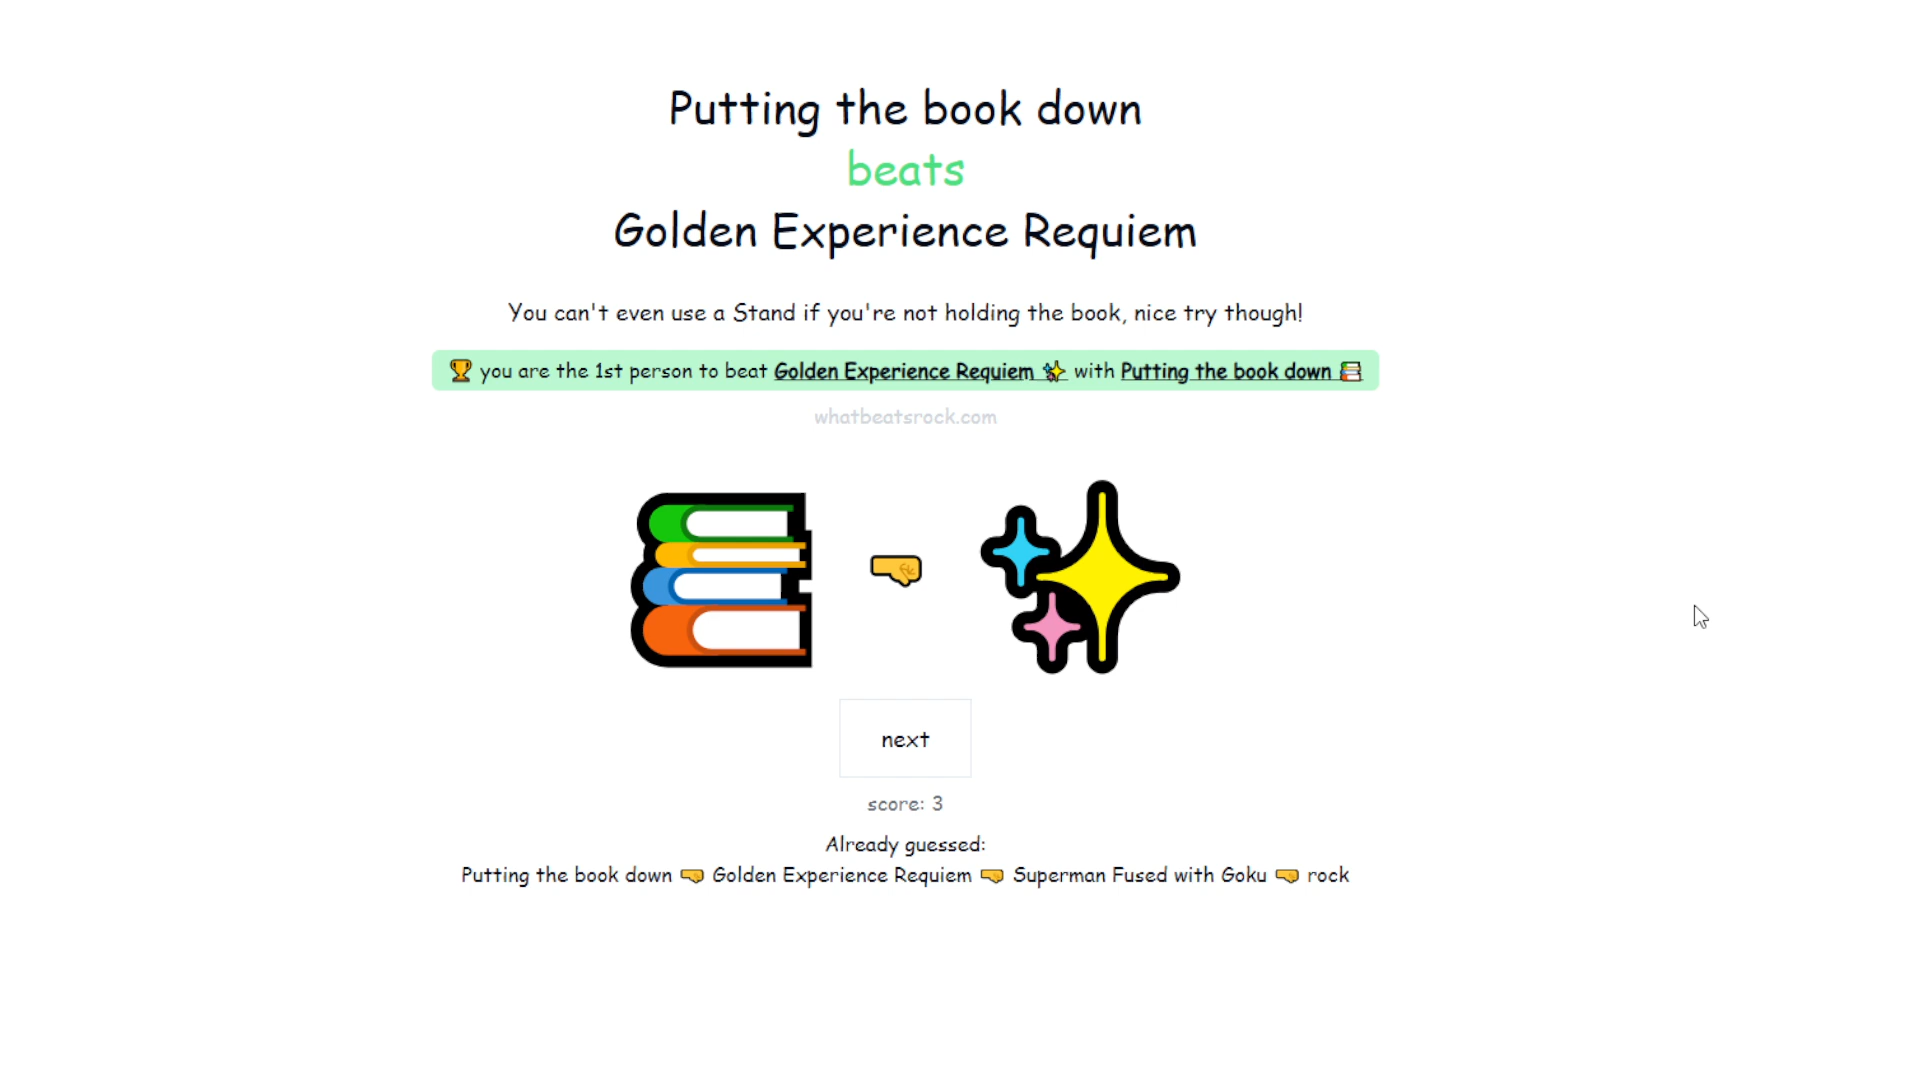 Putting the book down
beats
Golden Experience Requiem
You can't even use a Stand if you're not holding the book, nice try though!
🏆 you are the 1st person to beat Golden Experience Requiem ✨ with Putting the book down 📚
whatbeatsrock.com
next
score: 3
Already guessed:
Putting the book down 🤜 Golden Experience Requiem 🤜 Superman Fused with Goku 🤜 rock